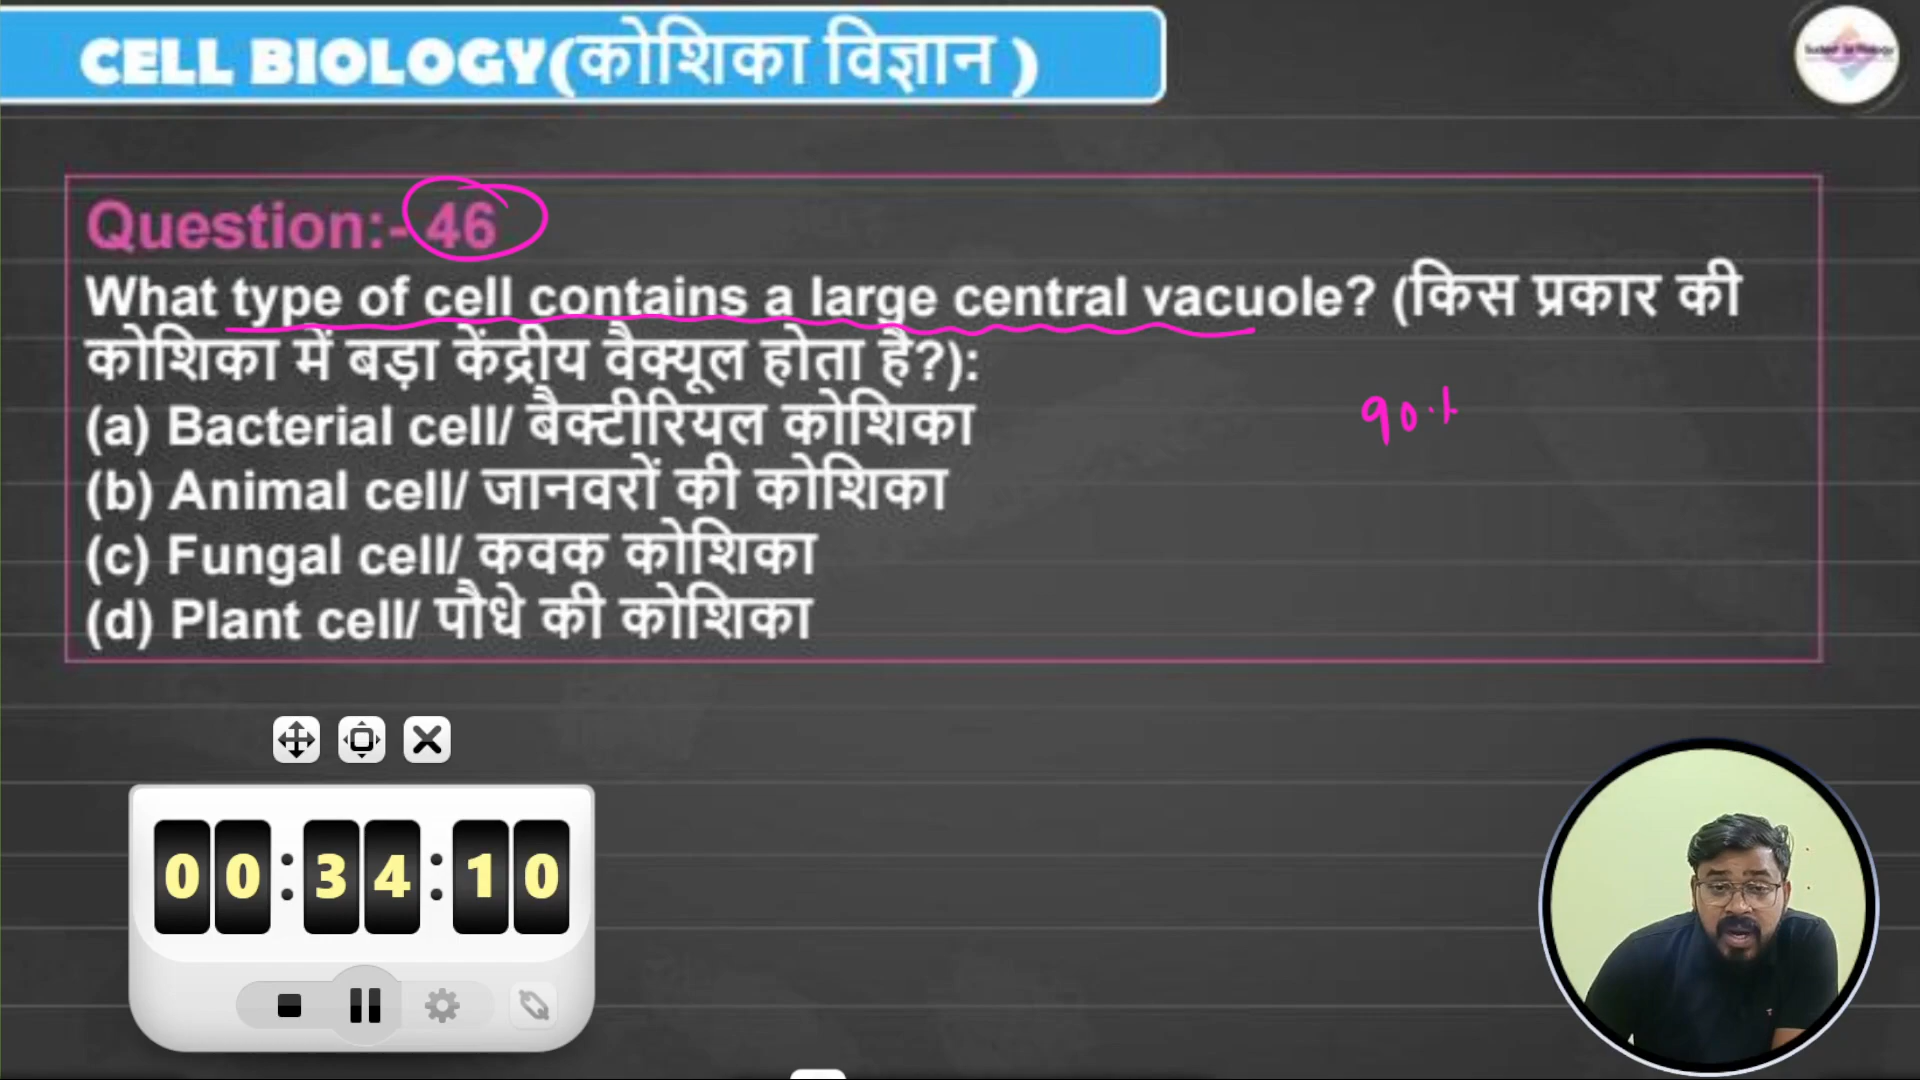 CELL BIOLOGY(कोशिका विज्ञान )
Question:- 46
What type of cell contains a large central vacuole? (किस प्रकार की
कोशिका में बड़ा केंद्रीय वैक्यूल होता है?):
90%
(a) Bacterial cell/ बैक्टीरियल कोशिका
(b) Animal cell/ जानवरों की कोशिका
(c) Fungal cell/ कवक कोशिका
(d) Plant cell/ पौधे की कोशिका
00:34:10